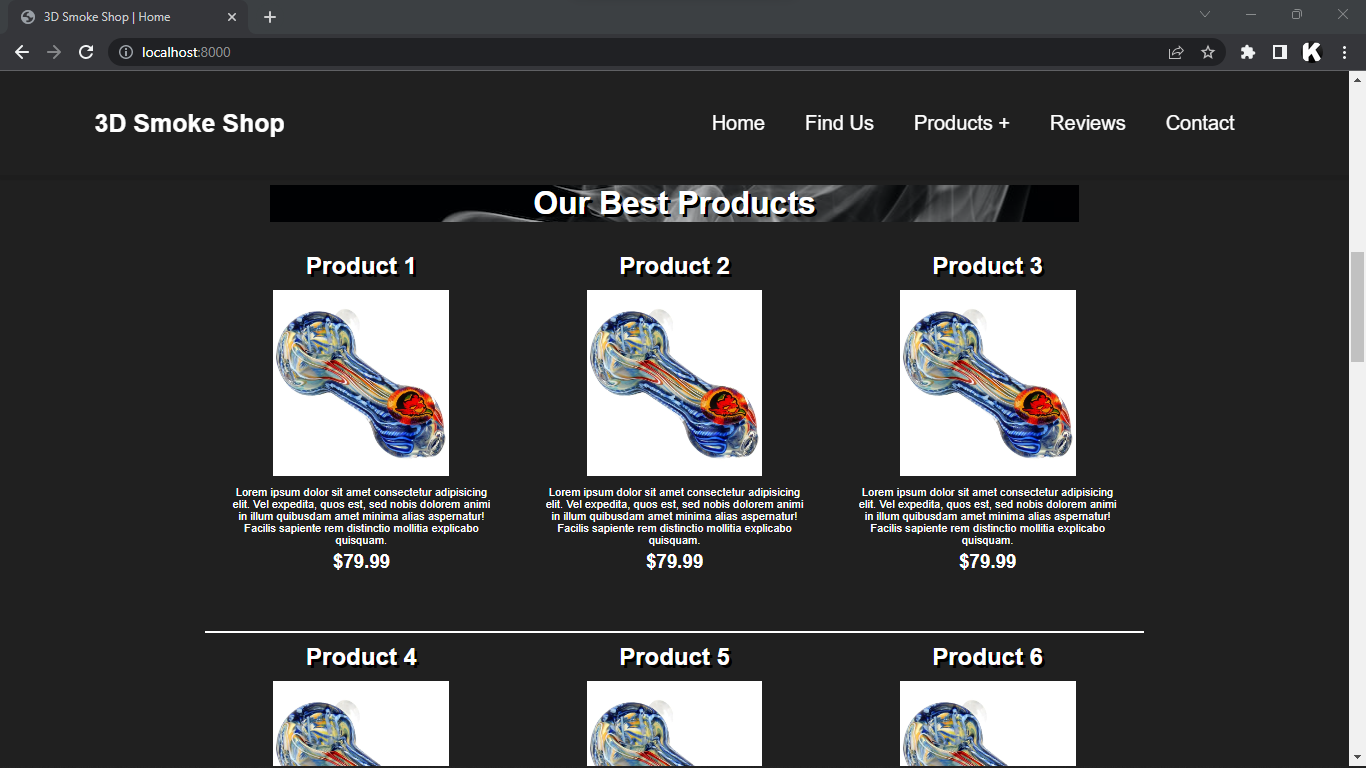 3D Smoke Shop | Home
localhost:8000
3D Smoke Shop
Home
Find Us
Products +
Reviews
Contact
Our Best Products
Product 1
Product 2
Product 3
Lorem ipsum dolor sit amet consectetur adipisicing
elit. Vel expedita, quos est, sed nobis dolorem animi
in illum quibusdam amet minima alias aspernatur!
Facilis sapiente rem distinctio mollitia explicabo
quisquam.
$79.99
Lorem ipsum dolor sit amet consectetur adipisicing
elit. Vel expedita, quos est, sed nobis dolorem animi
in illum quibusdam amet minima alias aspernatur!
Facilis sapiente rem distinctio mollitia explicabo
quisquam.
$79.99
Lorem ipsum dolor sit amet consectetur adipisicing
elit. Vel expedita, quos est, sed nobis dolorem animi
in illum quibusdam amet minima alias aspernatur!
Facilis sapiente rem distinctio mollitia explicabo
quisquam.
$79.99
Product 4
Product 5
Product 6